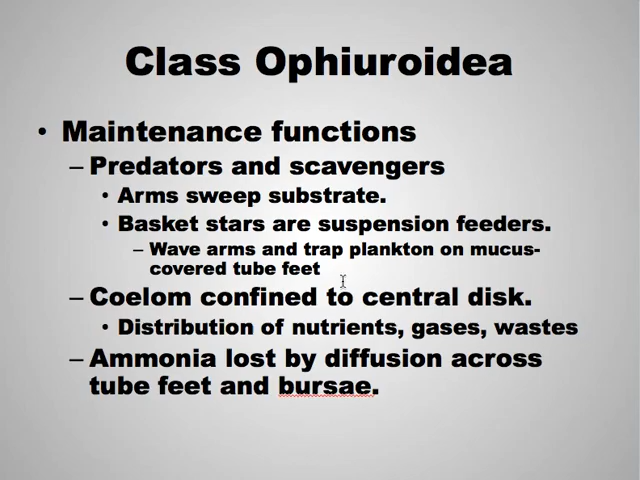 Class Ophiuroidea
• Maintenance functions
– Predators and scavengers
• Arms sweep substrate.
• Basket stars are suspension feeders.
– Wave arms and trap plankton on mucus-
covered tube feet
– Coelom confined to central disk.
• Distribution of nutrients, gases, wastes
– Ammonia lost by diffusion across
tube feet and bursae.